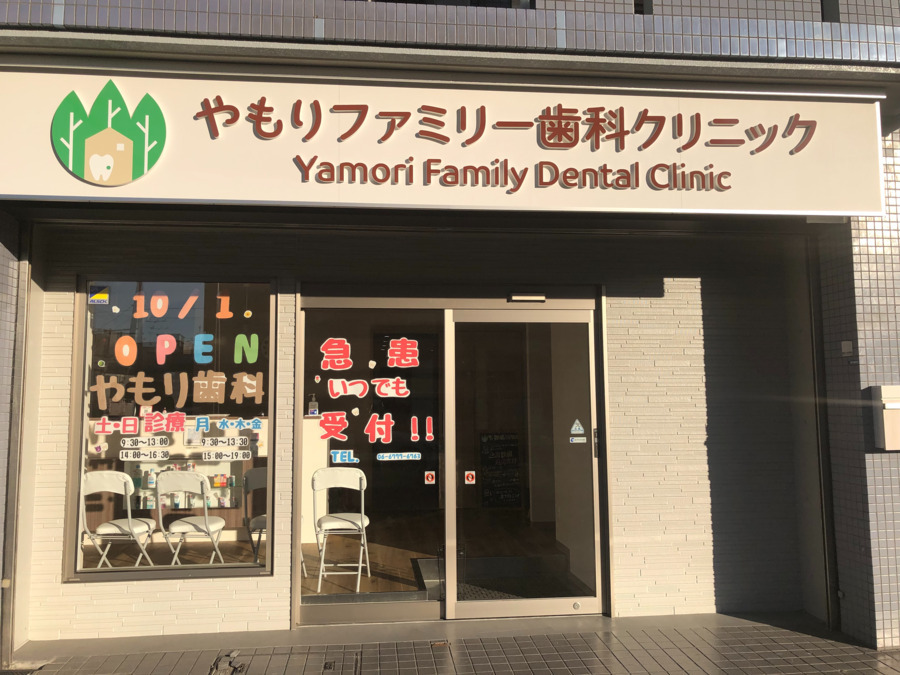 やもりファミリー歯科クリニック
Yamori Family Dental Clinic
ALSOK
10/1.
OPEN
やもり歯科
土・日 診療 月 水・木・金
9:30～13:00 9:30～13:30
14:00～16:30 15:00～19:00
急患
いつでも
受付!!
TEL.